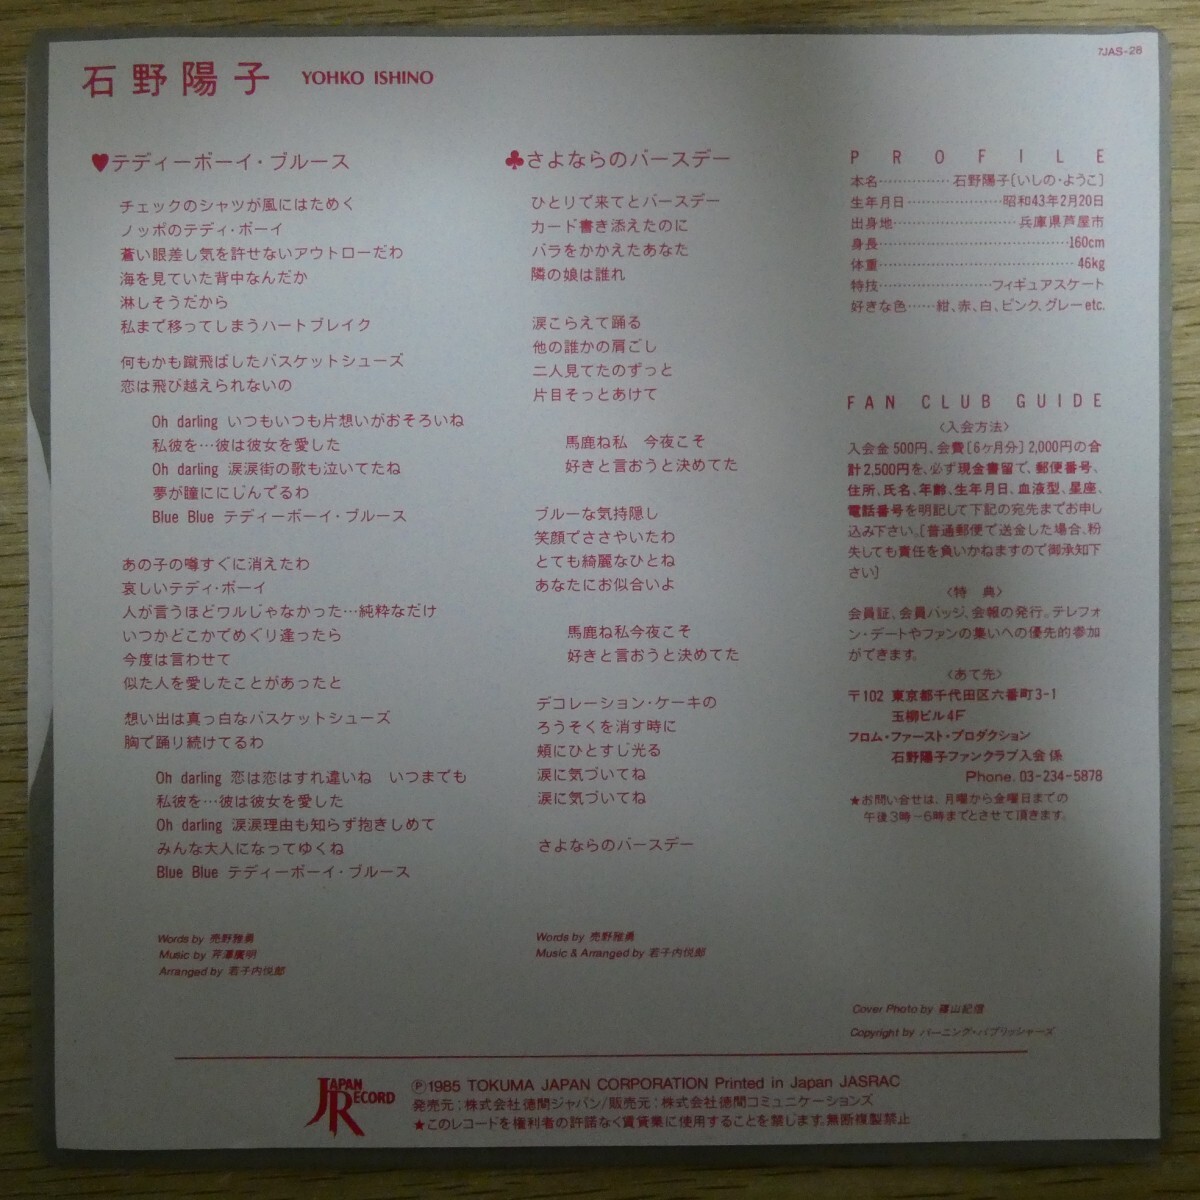 7JAS-28
石野陽子 YOHKO ISHINO
♥テディーボーイ・ブルース
チェックのシャツが風にはためく
ノッポのテディ・ボーイ
蒼い眼差し気を許せないアウトローだわ
海を見ていた背中なんだか
淋しそうだから
私まで移ってしまうハートブレイク
何もかも蹴飛ばしたバスケットシューズ
恋は飛び越えられないの
Oh darling いつもいつも片想いがおそろいね
私彼を…彼は彼女を愛した
Oh darling 涙涙街の歌も泣いてたね
夢が瞳ににじんでるわ
Blue Blue テディーボーイ・ブルース
あの子の噂すぐに消えたわ
哀しいテディ・ボーイ
人が言うほどワルじゃなかった…純粋なだけ
いつかどこかでめぐり逢ったら
今度は言わせて
似た人を愛したことがあったと
想い出は真っ白なバスケットシューズ
胸で踊り続けてるわ
Oh darling 恋は恋はすれ違いね　いつまでも
私彼を…彼は彼女を愛した
Oh darling 涙涙理由も知らず抱きしめて
みんな大人になってゆくね
Blue Blue テディーボーイ・ブルース
Words by 売野雅勇
Music by 芹澤廣明
Arranged by 若子内悦郎
♣さよならのバースデー
ひとりで来てとバースデー
カード書き添えたのに
バラをかかえたあなた
隣の娘は誰れ
涙こらえて踊る
他の誰かの肩ごし
二人見てたのずっと
片目そっとあけて
馬鹿ね私　今夜こそ
好きと言おうと決めてた
ブルーな気持隠し
笑顔でささやいたわ
とても綺麗なひとね
あなたにお似合いよ
馬鹿ね私今夜こそ
好きと言おうと決めてた
デコレーション・ケーキの
ろうそくを消す時に
頬にひとすじ光る
涙に気づいてね
涙に気づいてね
さよならのバースデー
Words by 売野雅勇
Music & Arranged by 若子内悦郎
PROFILE
本名……………石野陽子〔いしの・ようこ〕
生年月日…………………昭和43年2月20日
出身地………………………兵庫県芦屋市
身長…………………………………160cm
体重……………………………………46kg
特技……………………フィギュアスケート
好きな色……紺、赤、白、ピンク、グレーetc.
FAN CLUB GUIDE
〈入会方法〉
入会金500円、会費〔6ヶ月分〕2,000円の合
計2,500円を、必ず現金書留で、郵便番号、
住所、氏名、年齢、生年月日、血液型、星座、
電話番号を明記して下記の宛先までお申し
込み下さい。〔普通郵便で送金した場合、紛
失しても責任を負いかねますので御承知下
さい〕
〈特　典〉
会員証、会員バッジ、会報の発行。テレフォ
ン・デートやファンの集いへの優先的参加
ができます。
〈あて先〉
〒102 東京都千代田区六番町3-1
玉柳ビル4F
フロム・ファースト・プロダクション
石野陽子ファンクラブ入会係
Phone. 03-234-5878
★お問い合せは、月曜から金曜日までの
午後3時〜6時までとさせて頂きます。
Cover Photo by 篠山紀信
Copyright by バーニング・パブリッシャーズ
JAPAN RECORD
Ⓟ1985 TOKUMA JAPAN CORPORATION Printed in Japan JASRAC
発売元:株式会社徳間ジャパン/販売元:株式会社徳間コミュニケーションズ
★このレコードを権利者の許諾なく賃貸業に使用することを禁じます。無断複製禁止